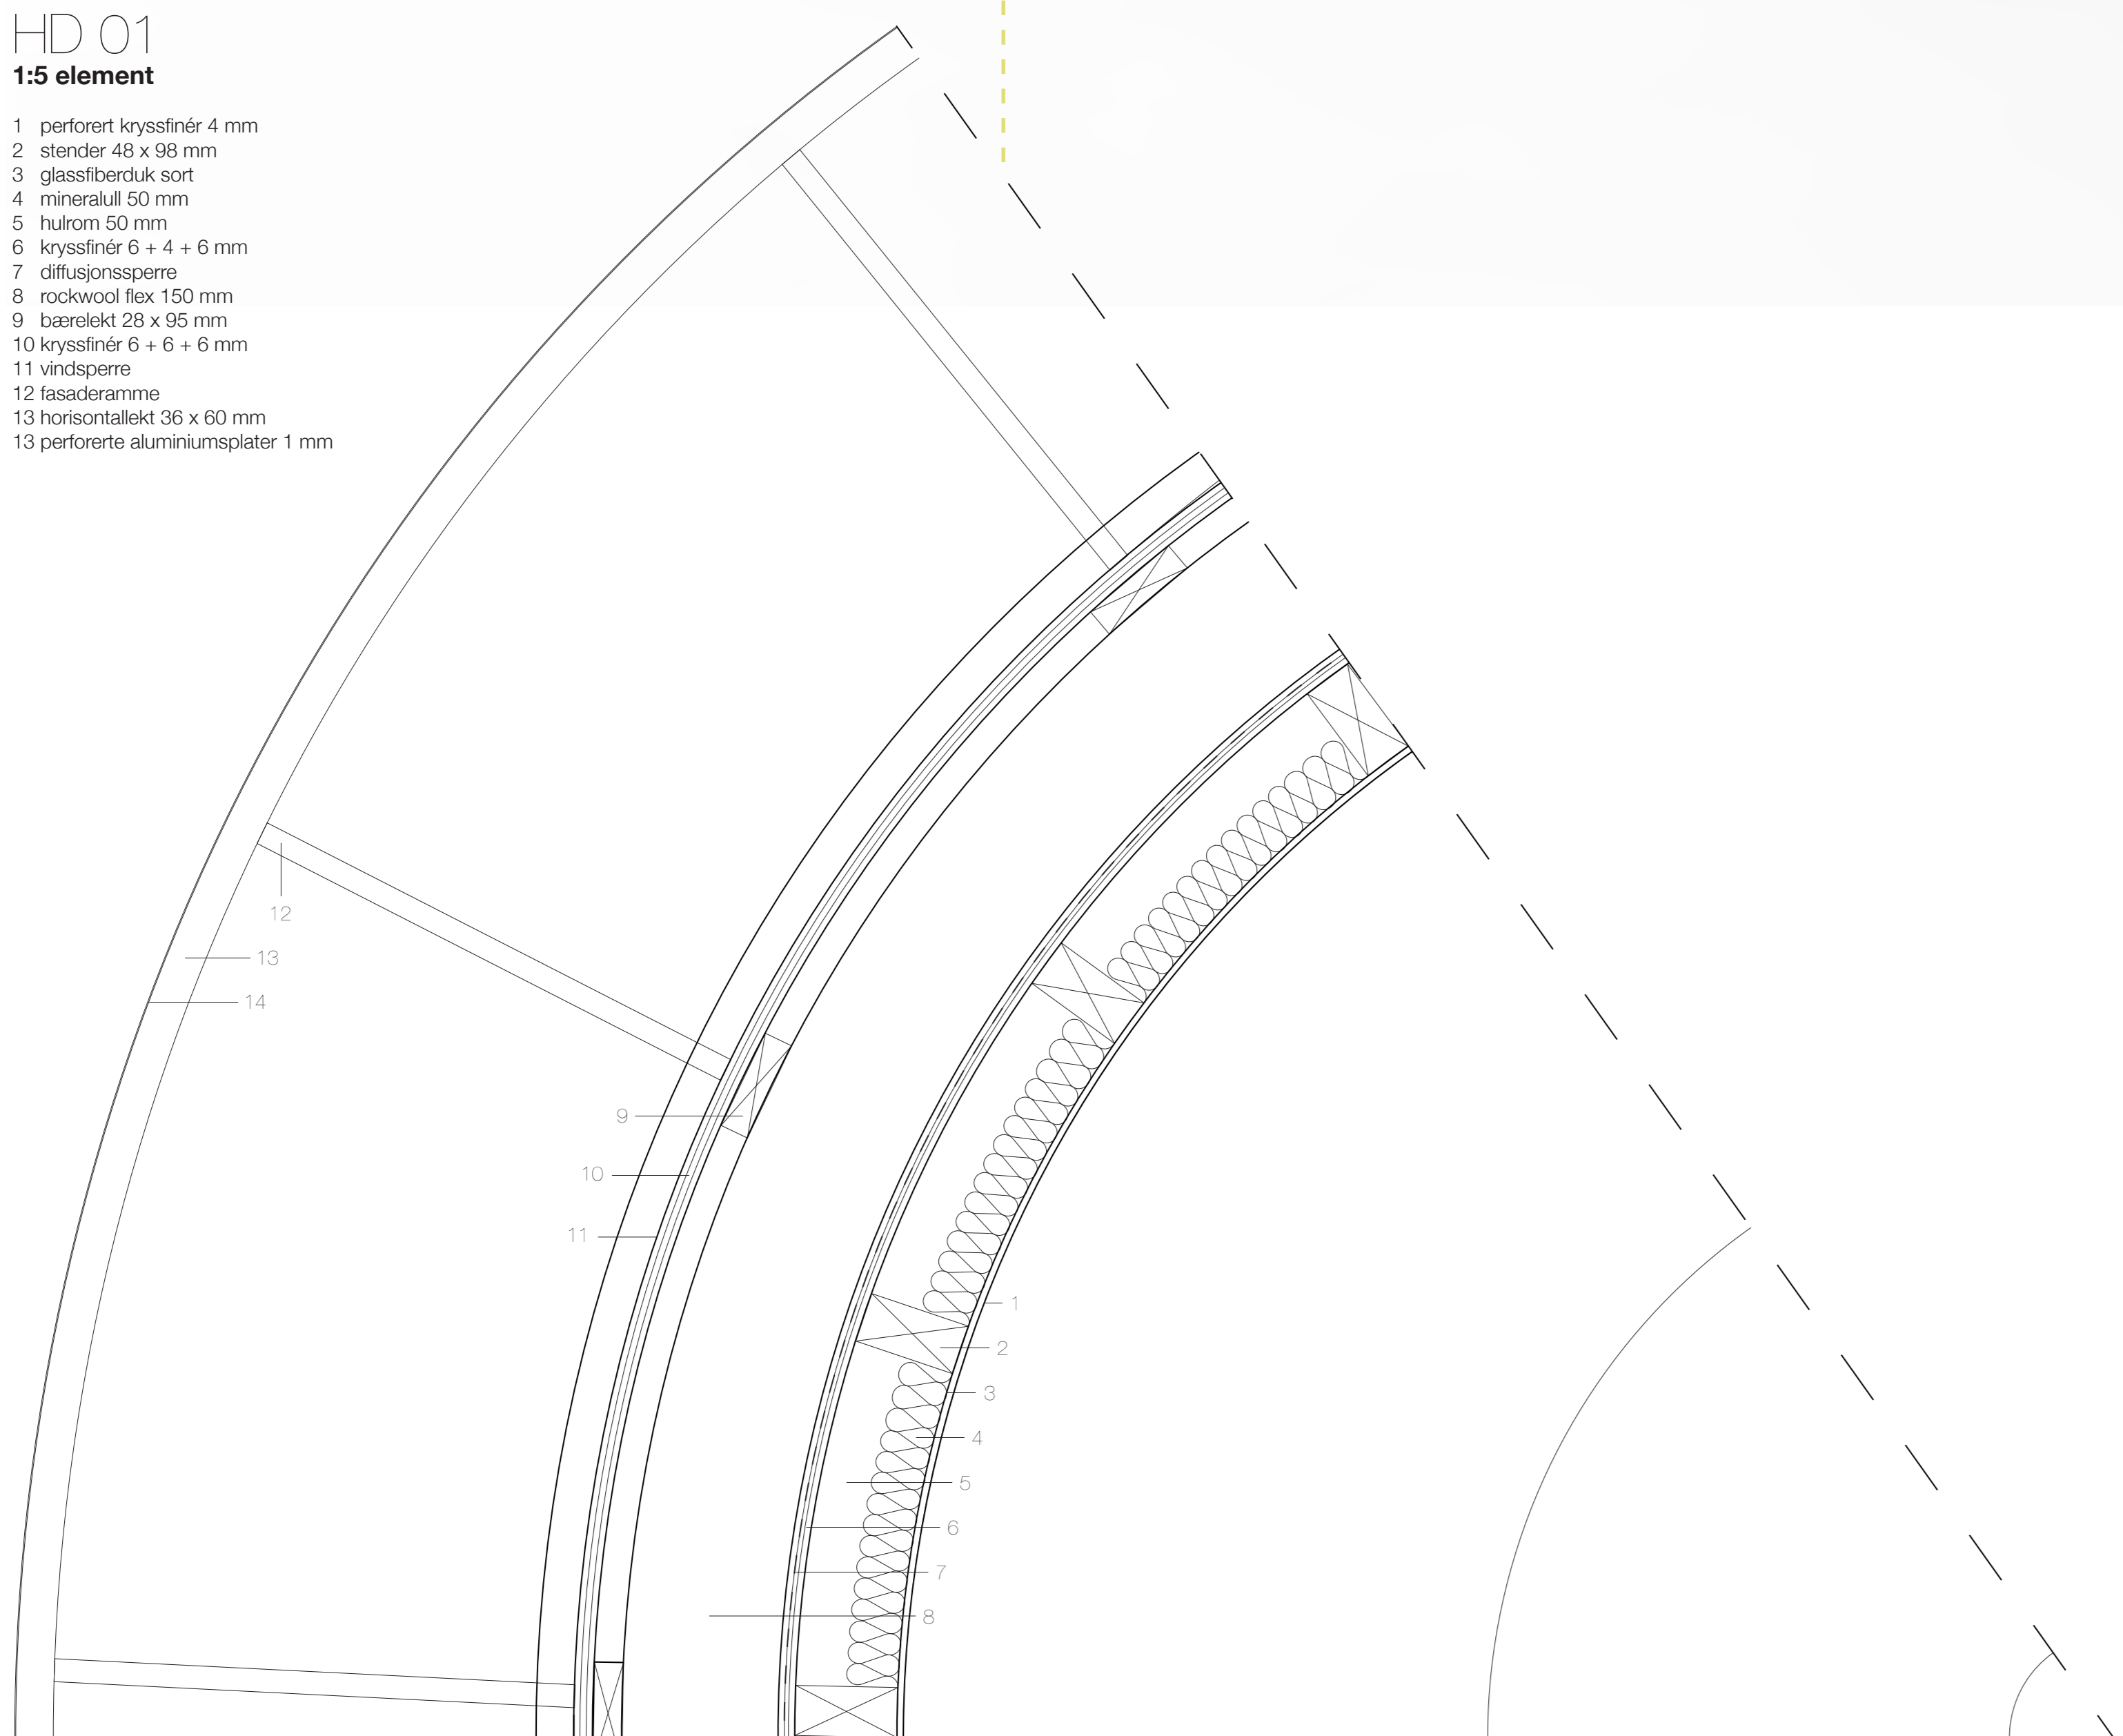 HD 01
1:5 element
1 perforert kryssfinér 4 mm
2 stender 48 x 98 mm
3 glassfiberduk sort
4 mineralull 50 mm
5 hulrom 50 mm
6 kryssfinér 6 + 4 + 6 mm
7 diffusjonssperre
8 rockwool flex 150 mm
9 bærelekt 28 x 95 mm
10 kryssfinér 6 + 6 + 6 mm
11 vindsperre
12 fasaderamme
13 horisontallekt 36 x 60 mm
13 perforerte aluminiumsplater 1 mm
12
13
14
9
10
11
1
2
3
4
5
6
7
8